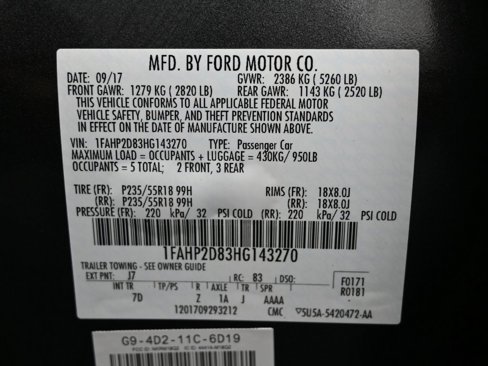 MFD. BY FORD MOTOR CO.
DATE: 09/17 GVWR: 2386 KG ( 5260 LB)
FRONT GAWR: 1279 KG ( 2820 LB) REAR GAWR: 1143 KG ( 2520 LB)
THIS VEHICLE CONFORMS TO ALL APPLICABLE FEDERAL MOTOR
VEHICLE SAFETY, BUMPER, AND THEFT PREVENTION STANDARDS
IN EFFECT ON THE DATE OF MANUFACTURE SHOWN ABOVE.
VIN: 1FAHP2D83HG143270 TYPE: Passenger Car
MAXIMUM LOAD = OCCUPANTS + LUGGAGE = 430KG/ 950LB
OCCUPANTS = 5 TOTAL; 2 FRONT, 3 REAR
TIRE (FR): P235/55R18 99H RIMS (FR): 18X8.0J
(RR): P235/55R18 99H (RR): 18X8.0J
PRESSURE (FR): 220 kPa/ 32 PSI COLD (RR): 220 kPa/ 32 PSI COLD
1FAHP2D83HG143270
TRAILER TOWING - SEE OWNER GUIDE
EXT PNT: J7 RC: 83 DSO: F0171
INT TR TP/PS R AXLE TR SPR R0181
7D Z 1A J AAAA
1201709293212 CMC 5U5A-5420472-AA
G9-4D2-11C-6D19